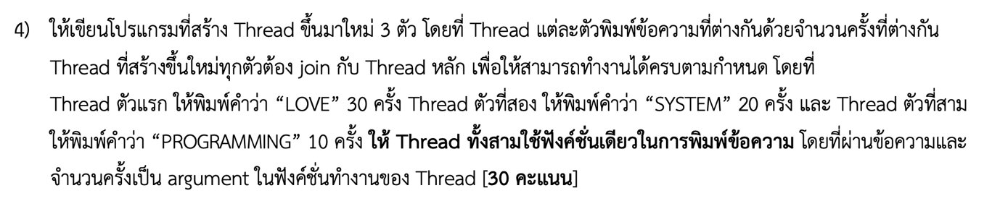 4) ให้เขียนโปรแกรมที่สร้าง Thread ขึ้นมาใหม่ 3 ตัว โดยที่ Thread แต่ละตัวพิมพ์ข้อความที่ต่างกันด้วยจำนวนครั้งที่ต่างกัน
Thread ที่สร้างขึ้นใหม่ทุกตัวต้อง join กับ Thread หลัก เพื่อให้สามารถทำงานได้ครบตามกำหนด โดยที่
Thread ตัวแรก ให้พิมพ์คำว่า “LOVE” 30 ครั้ง Thread ตัวที่สอง ให้พิมพ์คำว่า “SYSTEM” 20 ครั้ง และ Thread ตัวที่สาม
ให้พิมพ์คำว่า “PROGRAMMING” 10 ครั้ง ให้ Thread ทั้งสามใช้ฟังค์ชั่นเดียวในการพิมพ์ข้อความ โดยที่ผ่านข้อความและ
จำนวนครั้งเป็น argument ในฟังค์ชั่นทำงานของ Thread [30 คะแนน]